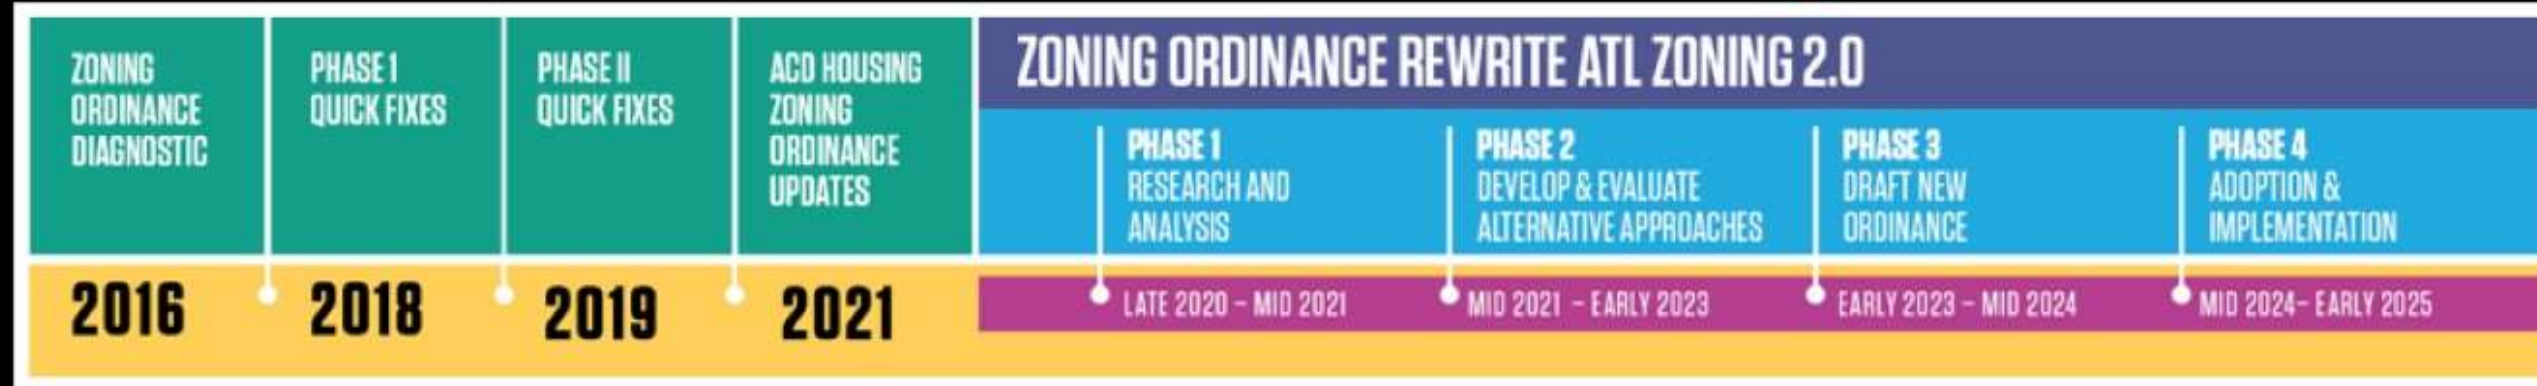 ZONING
ORDINANCE
DIAGNOSTIC
PHASE 1
QUICK FIXES
PHASE II
QUICK FIXES
ACD HOUSING
ZONING
ORDINANCE
UPDATES
2016
2018
2019
2021
ZONING ORDINANCE REWRITE ATL ZONING 2.0
PHASE 1
RESEARCH AND
ANALYSIS
PHASE 2
DEVELOP & EVALUATE
ALTERNATIVE APPROACHES
PHASE 3
DRAFT NEW
ORDINANCE
PHASE 4
ADOPTION &
IMPLEMENTATION
LATE 2020 – MID 2021
MID 2021 – EARLY 2023
EARLY 2023 – MID 2024
MID 2024– EARLY 2025